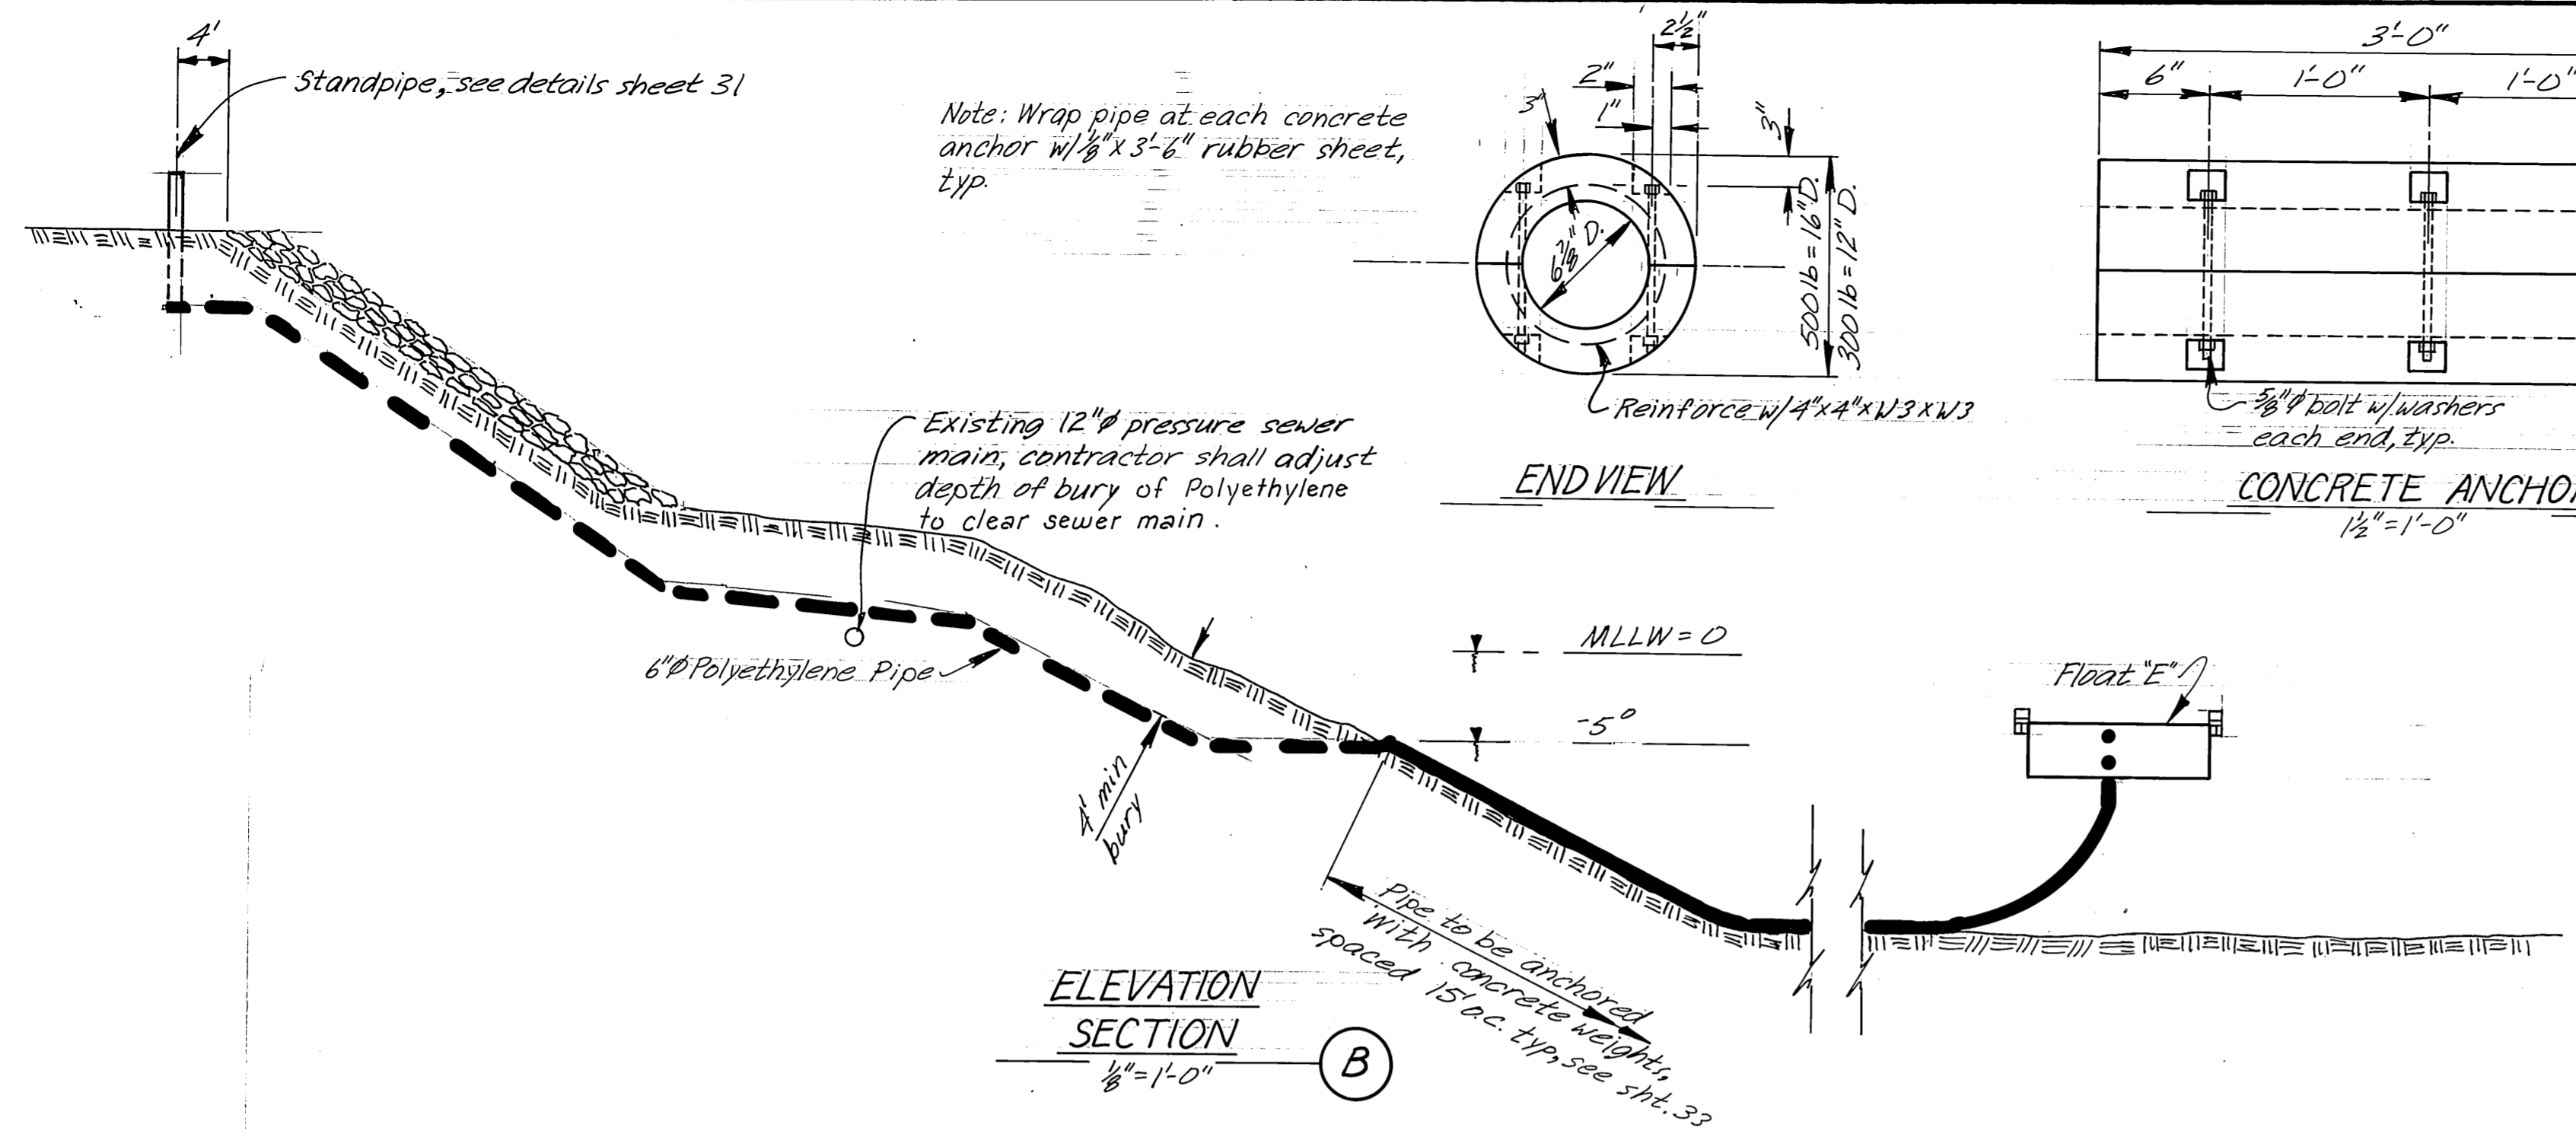 4'
Standpipe, see details sheet 31
Note: Wrap pipe at each concrete
anchor w/ 1/8" x 3'-6" rubber sheet,
typ.
2 1/2"
2"
3"
1"
3"
6 7/8" D.
500 lb = 16" D.
300 lb = 12" D.
Reinforce w/ 4" x 4" x W3 x W3
END VIEW
3'-0"
6"
1'-0"
1'-0"
5/8" ø bolt w/ washers
each end, typ.
CONCRETE ANCHOR
1 1/2" = 1'-0"
Existing 12" ø pressure sewer
main, contractor shall adjust
depth of bury of Polyethylene
to clear sewer main.
6" ø Polyethylene Pipe
4' min
bury
MLLW = 0
-5⁰
Float "E"
Pipe to be anchored
with concrete weights,
spaced 15' o.c. typ, see sht. 33
ELEVATION
SECTION
1/8" = 1'-0"
B